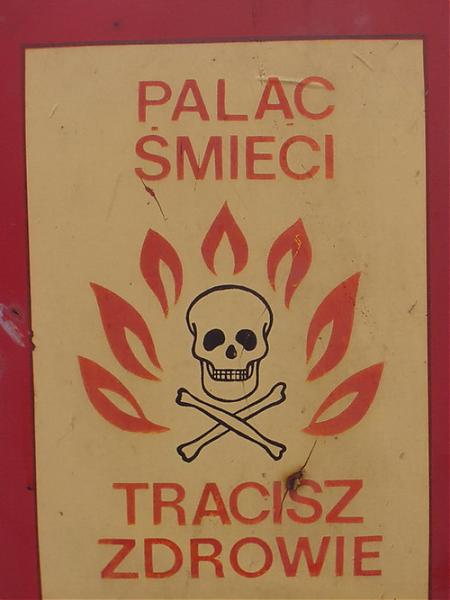 PALĄC
ŚMIECI
TRACISZ
ZDROWIE